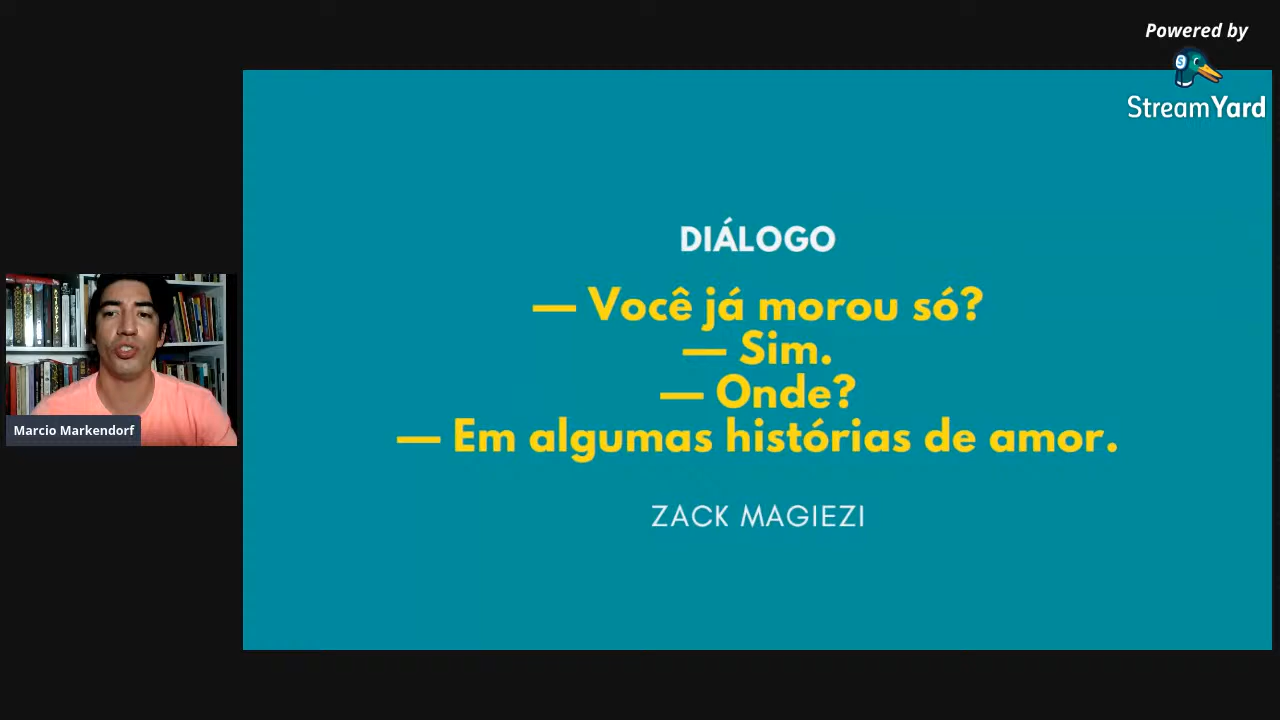 Powered by
StreamYard
DIÁLOGO
— Você já morou só?
— Sim.
— Onde?
— Em algumas histórias de amor.
ZACK MAGIEZI
Marcio Markendorf